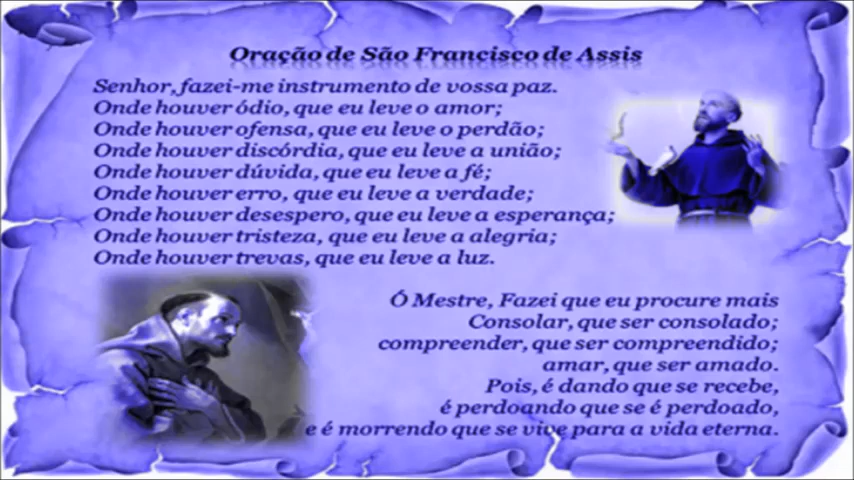 Oração de São Francisco de Assis
Senhor, fazei-me instrumento de vossa paz.
Onde houver ódio, que eu leve o amor;
Onde houver ofensa, que eu leve o perdão;
Onde houver discórdia, que eu leve a união;
Onde houver dúvida, que eu leve a fé;
Onde houver erro, que eu leve a verdade;
Onde houver desespero, que eu leve a esperança;
Onde houver tristeza, que eu leve a alegria;
Onde houver trevas, que eu leve a luz.
Ó Mestre, Fazei que eu procure mais
Consolar, que ser consolado;
compreender, que ser compreendido;
amar, que ser amado.
Pois, é dando que se recebe,
é perdoando que se é perdoado,
e é morrendo que se vive para a vida eterna.